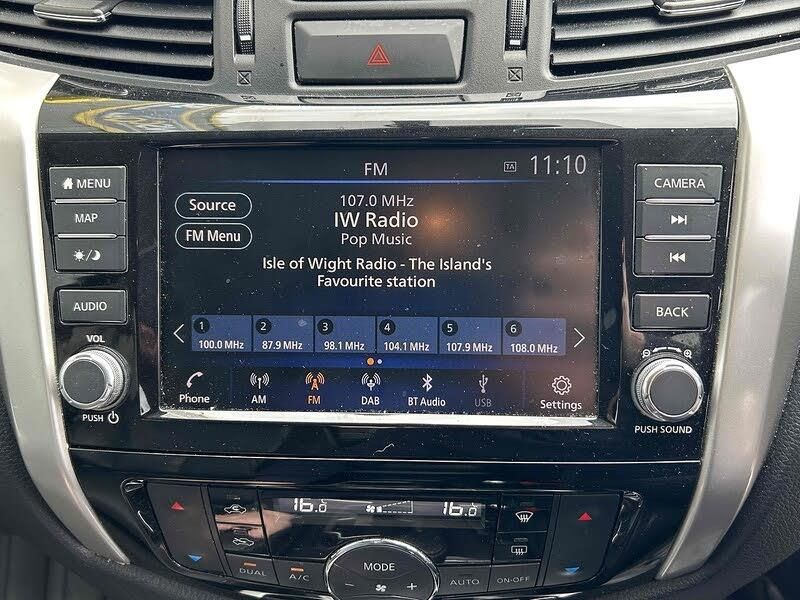 FM
TA
11:10
MENU
MAP
AUDIO
VOL
PUSH
Source
FM Menu
107.0 MHz
IW Radio
Pop Music
Isle of Wight Radio - The Island's
Favourite station
1
100.0 MHz
2
87.9 MHz
3
98.1 MHz
4
104.1 MHz
5
107.9 MHz
6
108.0 MHz
Phone
AM
FM
DAB
BT Audio
USB
Settings
CAMERA
BACK
PUSH SOUND
16.0
16.0
DUAL
A/C
MODE
- +
AUTO
ON·OFF